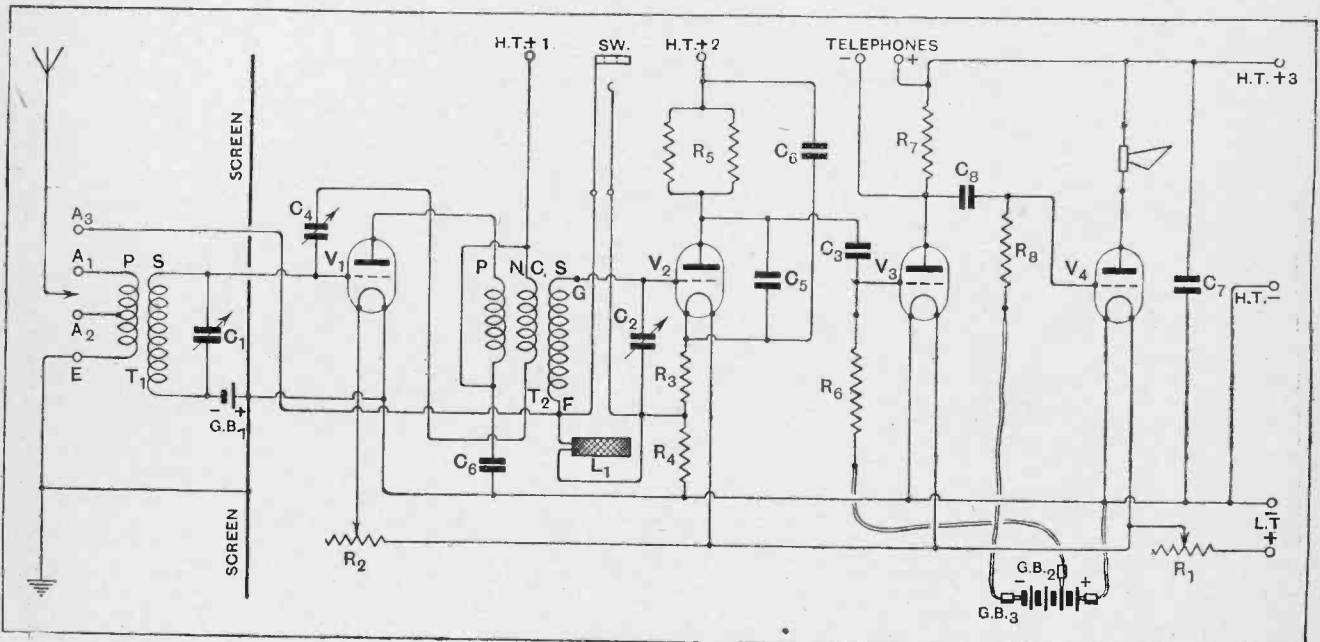 H.T.+1
SW.
H.T.+2
TELEPHONES
- +
H.T.+3
SCREEN
R7
R5
C6
C8
C4
V1
A3
A1
P S
A2
C1
E
T1
- +
G.B.1
P N.C. S
G
V2
C2
C5
C3
V3
R8
V4
C7
H.T.-
T2
F
R3
R6
L1
R4
C6
SCREEN
R2
L.T
- +
R1
G.B.2
- +
G.B.3